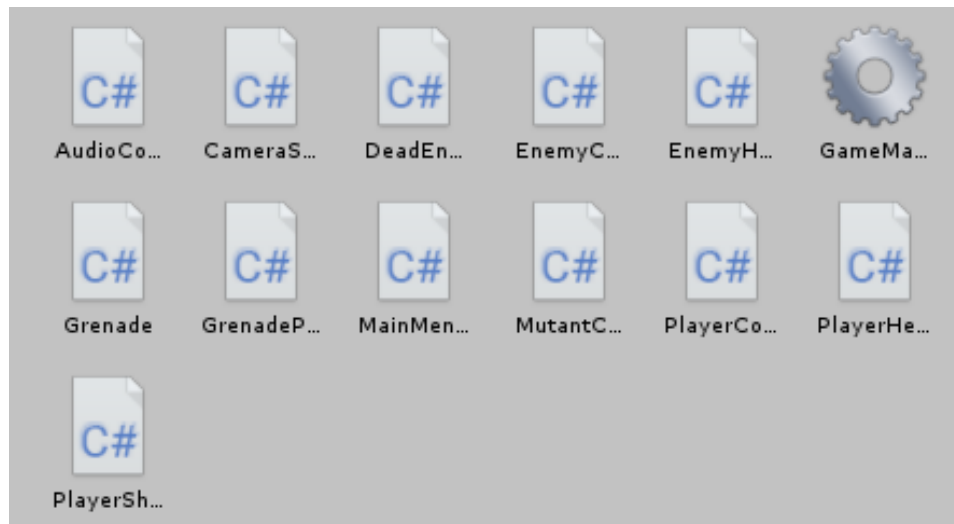 C# C# C# C# C#
AudioCo... CameraS... DeadEn... EnemyC... EnemyH... GameMa...
C# C# C# C# C# C#
Grenade GrenadeP... MainMen... MutantC... PlayerCo... PlayerHe...
C#
PlayerSh...